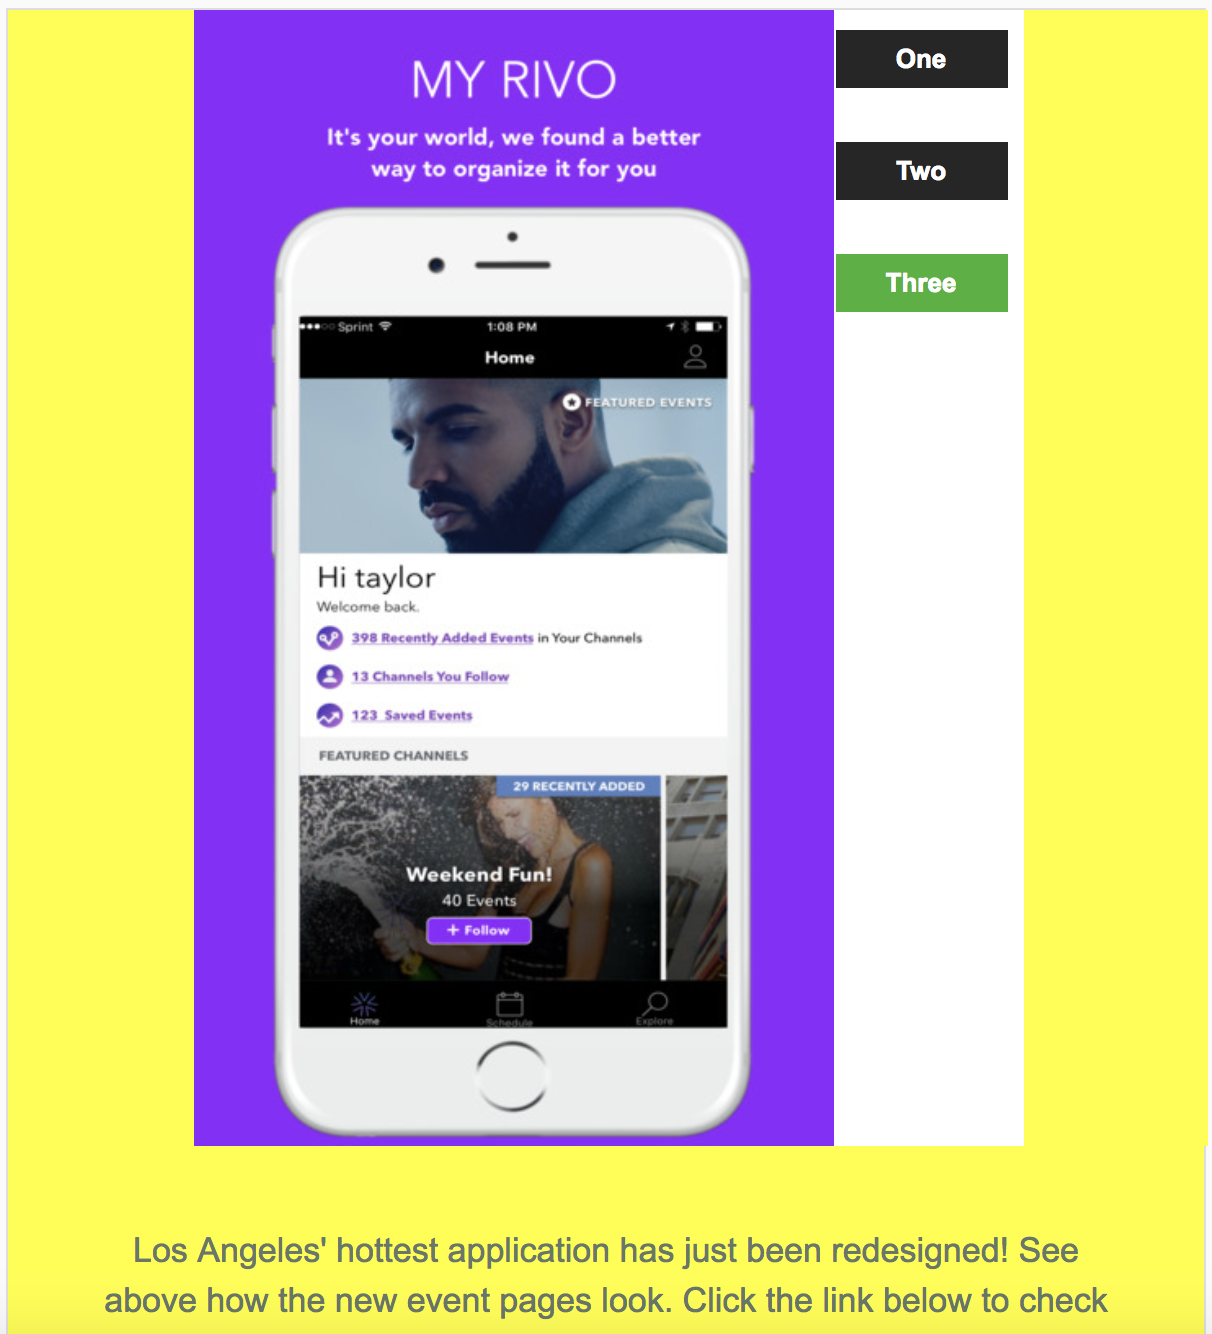 MY RIVO
It's your world, we found a better
way to organize it for you
Sprint 1:08 PM
Home
FEATURED EVENTS
Hi taylor
Welcome back.
398 Recently Added Events in Your Channels
13 Channels You Follow
123 Saved Events
FEATURED CHANNELS
29 RECENTLY ADDED
Weekend Fun!
40 Events
+ Follow
Home Schedule Explore
One
Two
Three
Los Angeles' hottest application has just been redesigned! See
above how the new event pages look. Click the link below to check